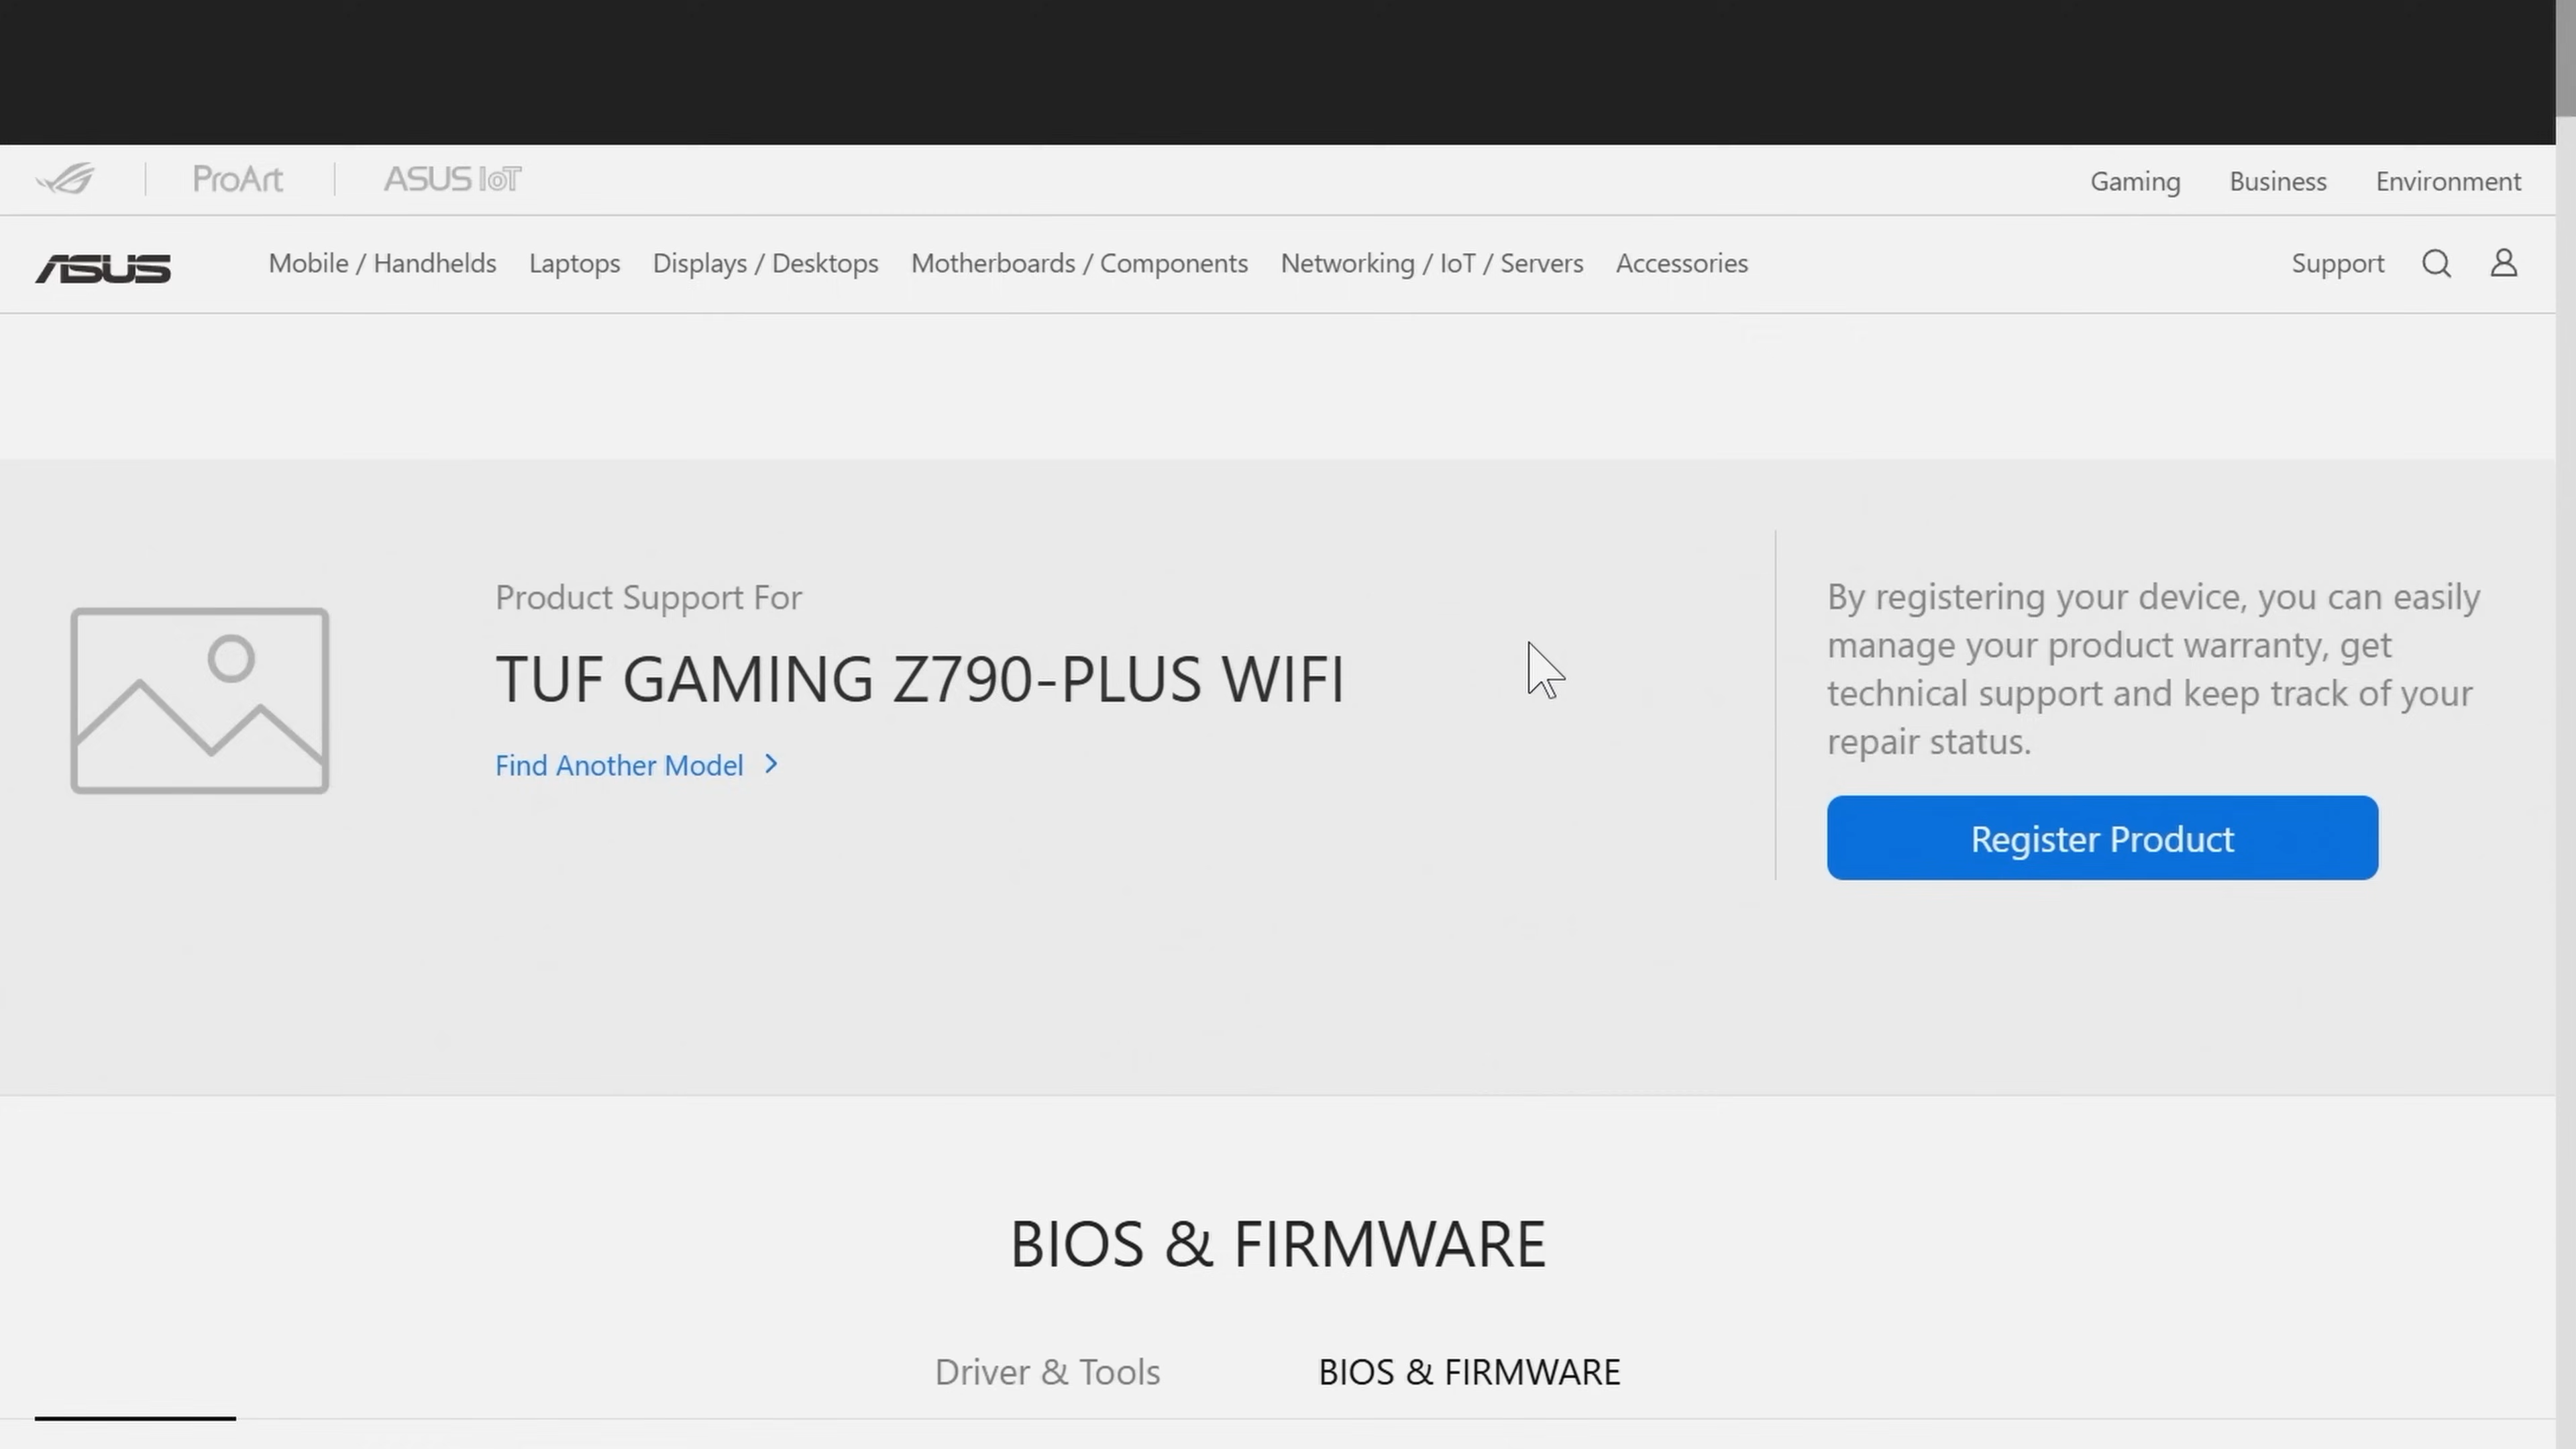 ProArt
ASUS IoT
Gaming
Business
Environment
ASUS
Mobile / Handhelds
Laptops
Displays / Desktops
Motherboards / Components
Networking / IoT / Servers
Accessories
Support
Product Support For
TUF GAMING Z790-PLUS WIFI
Find Another Model
By registering your device, you can easily
manage your product warranty, get
technical support and keep track of your
repair status.
Register Product
BIOS & FIRMWARE
Driver & Tools
BIOS & FIRMWARE